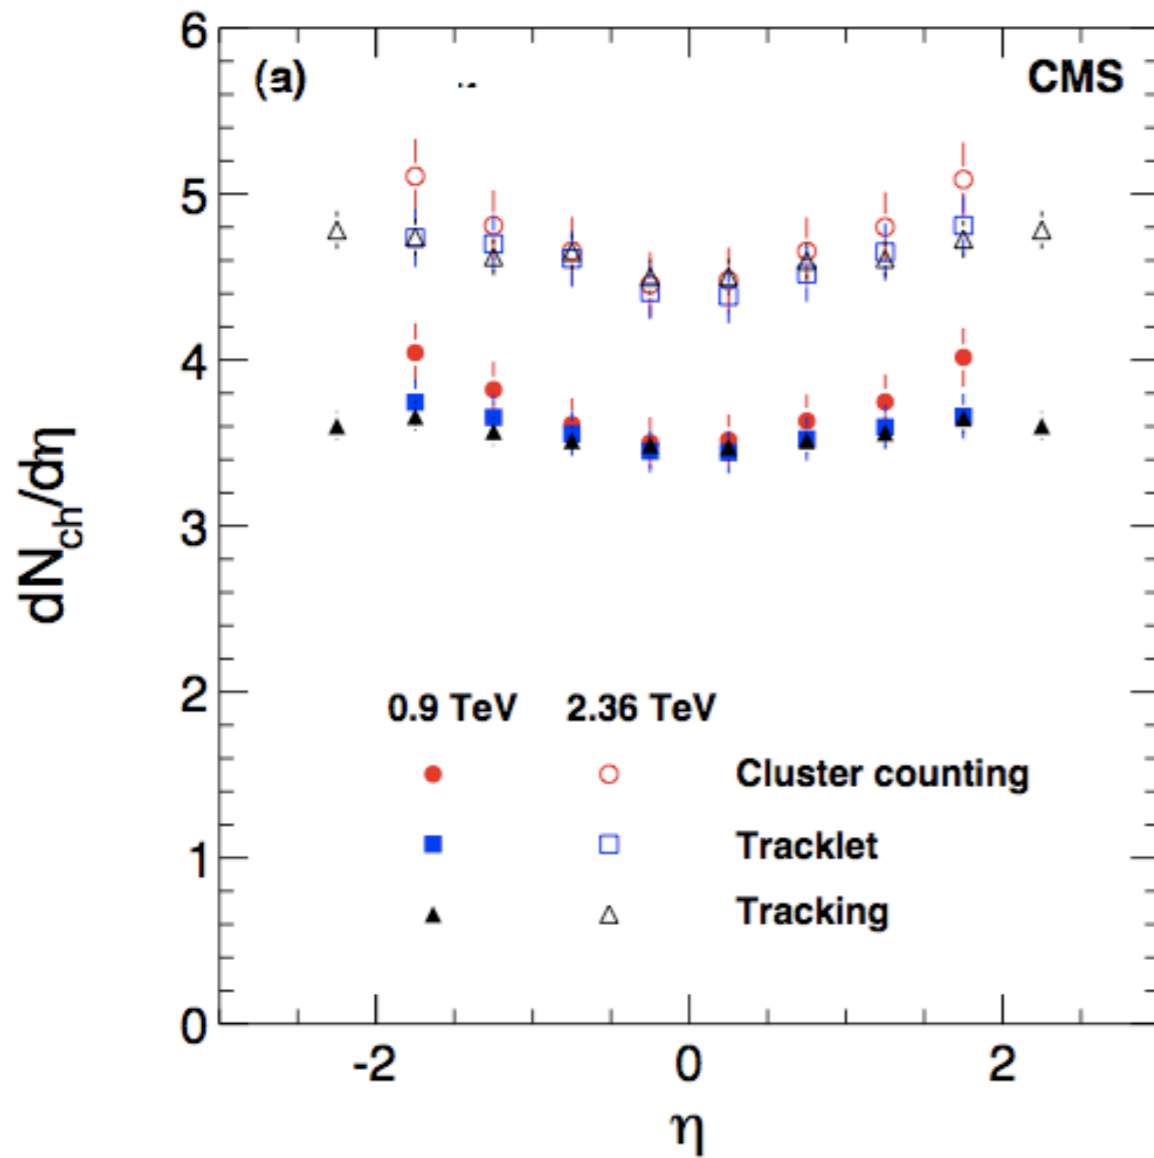 6
(a) CMS
5
4
3
2
1
0
dN_ch/dη
0.9 TeV 2.36 TeV
Cluster counting
Tracklet
Tracking
-2 0 2
η